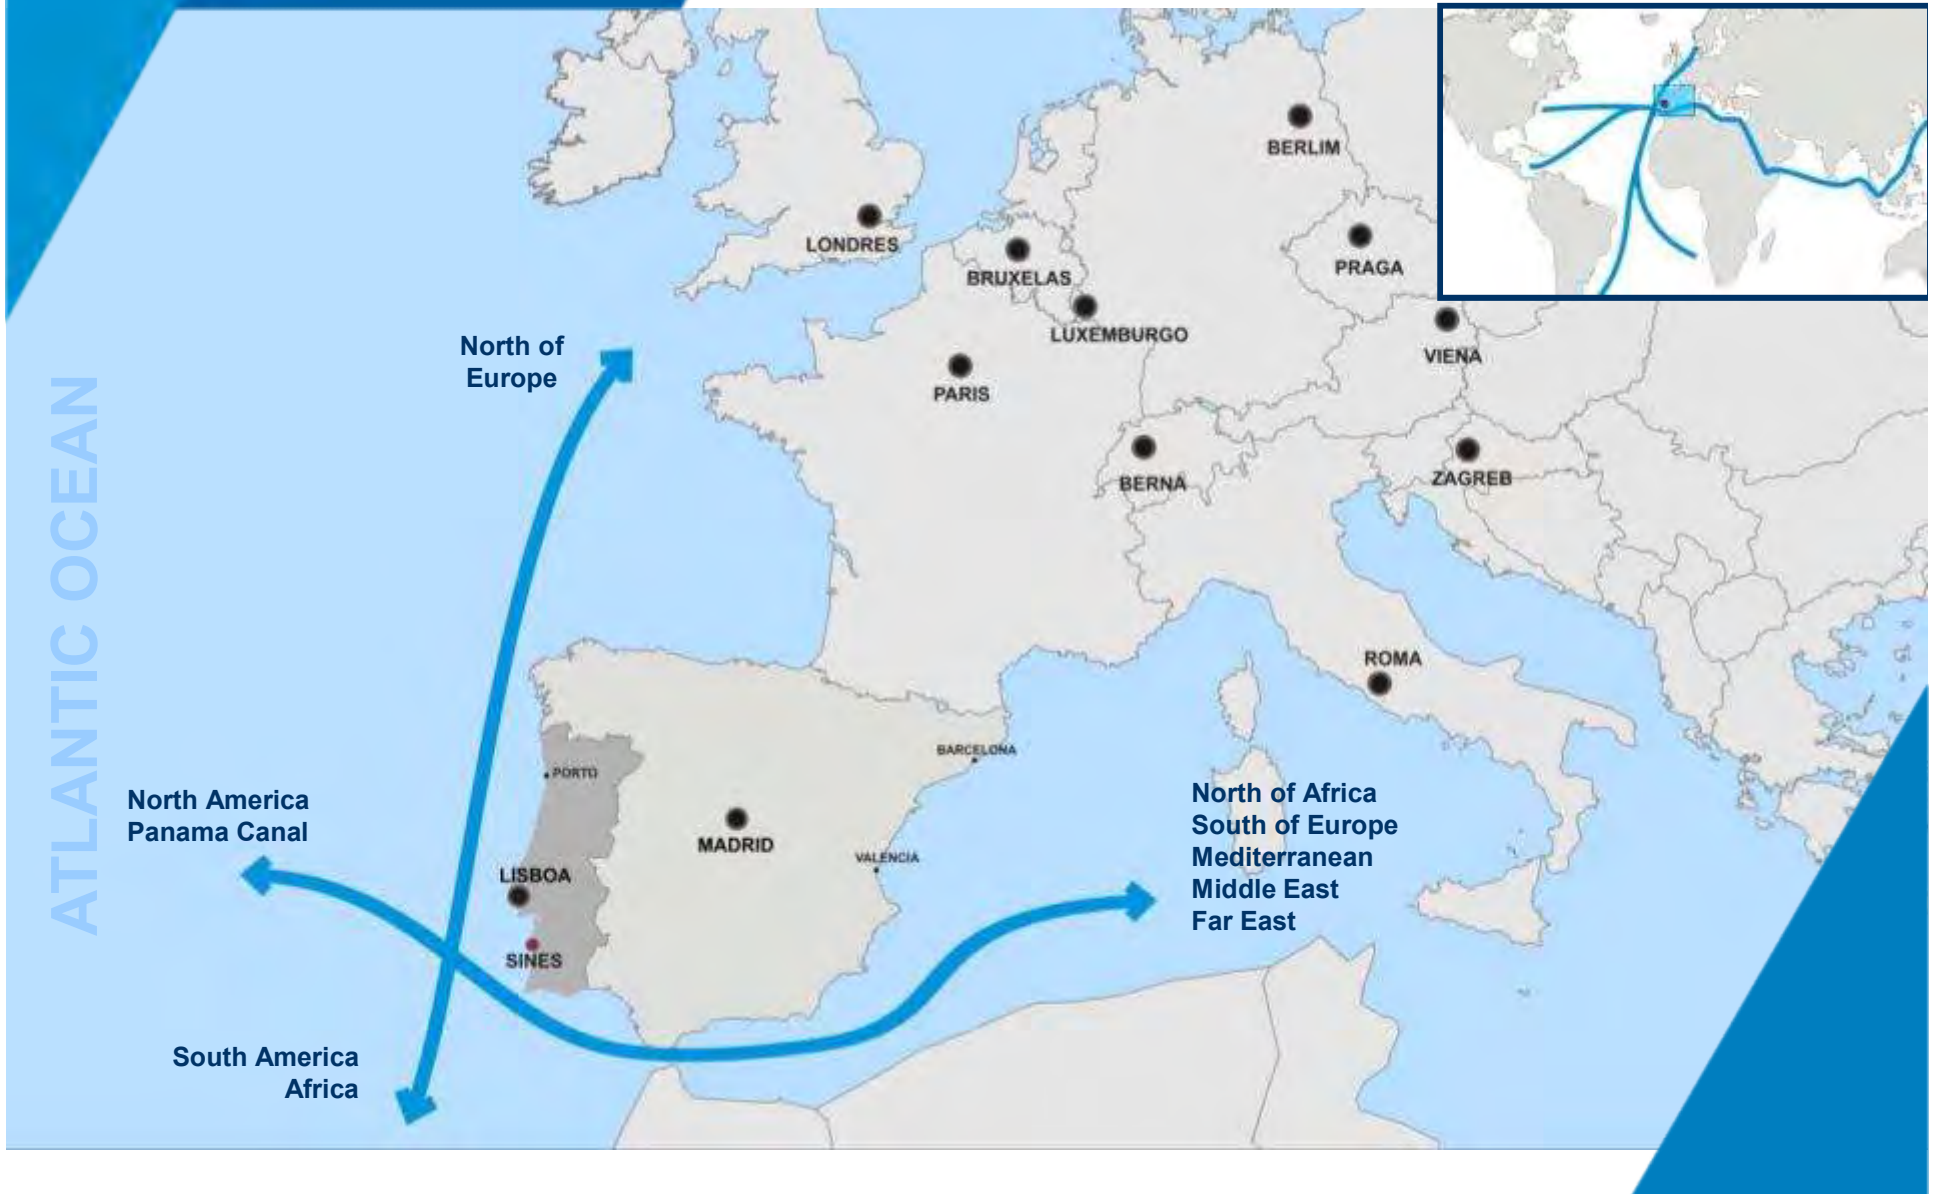 BERLIM
LONDRES
BRUXELAS
PRAGA
LUXEMBURGO
VIENA
North of
Europe
PARIS
BERNA
ZAGREB
ATLANTIC OCEAN
ROMA
BARCELONA
PORTO
North America
Panama Canal
MADRID
VALENCIA
LISBOA
SINES
North of Africa
South of Europe
Mediterranean
Middle East
Far East
South America
Africa